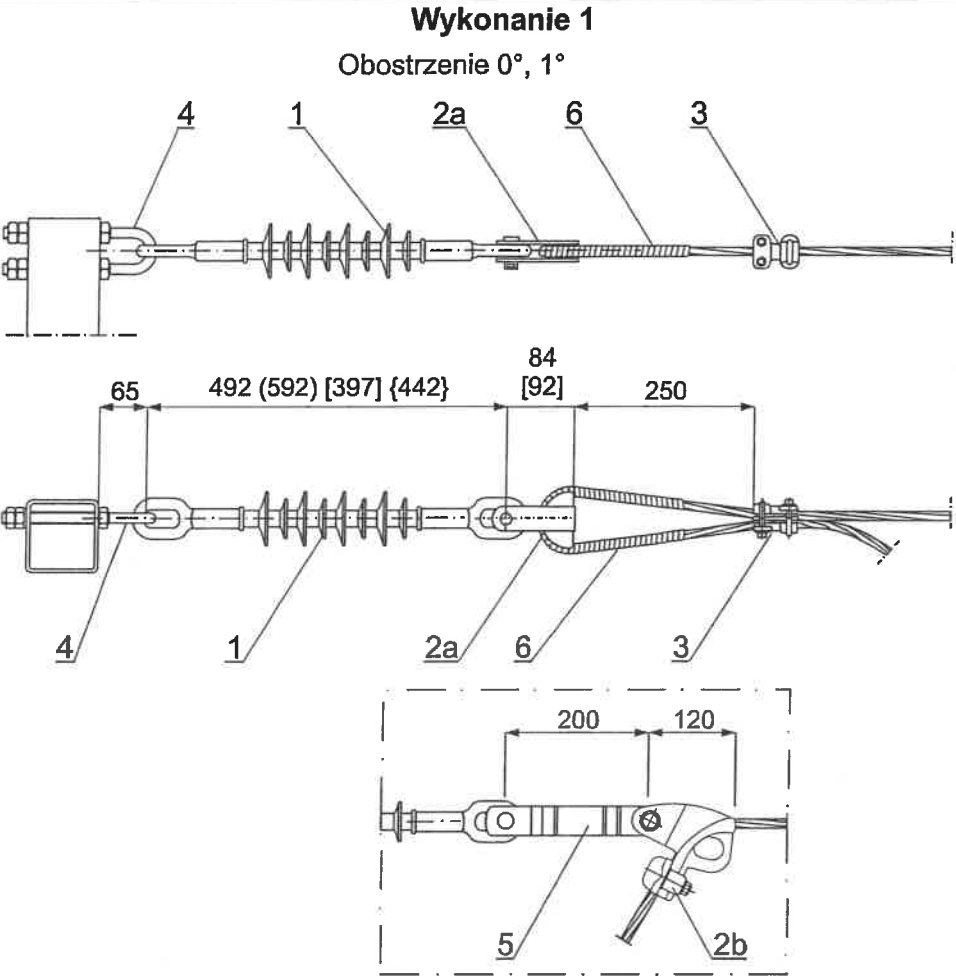 Wykonanie 1
Obostrzenie 0°, 1°
4 1 2a 6 3
84
65 492 (592) [397] {442} [92] 250
4 1 2a 6 3
200 120
5 2b